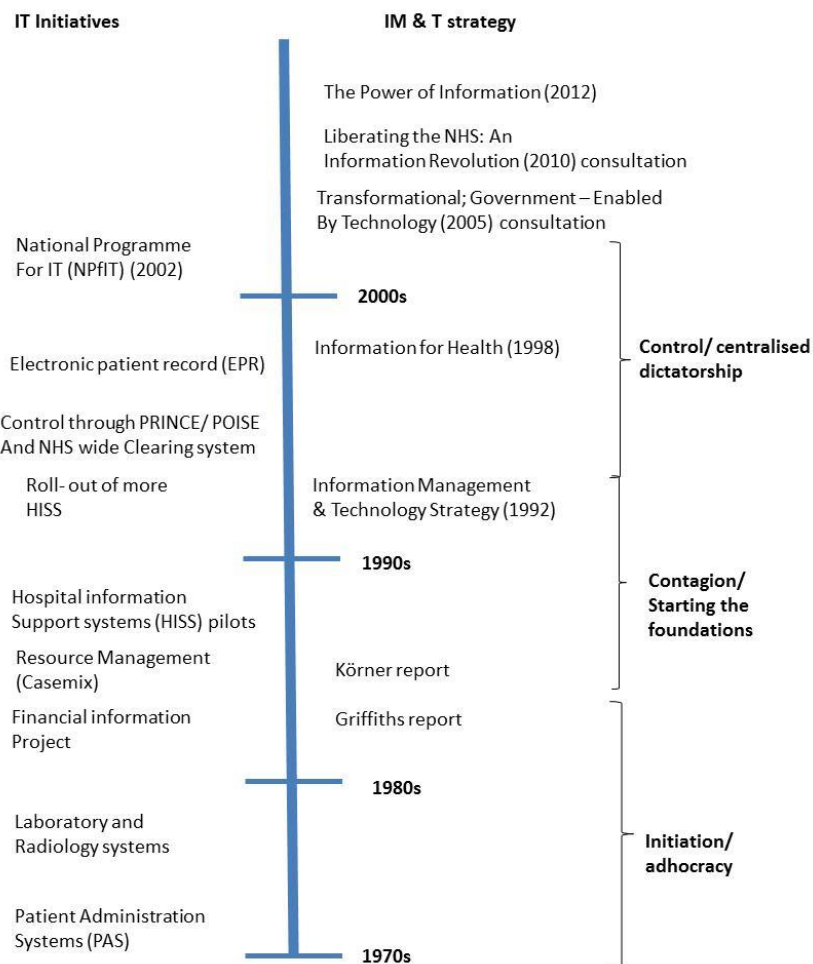 IT Initiatives
IM & T strategy
The Power of Information (2012)
Liberating the NHS: An
Information Revolution (2010) consultation
Transformational; Government – Enabled
By Technology (2005) consultation
National Programme
For IT (NPfIT) (2002)
2000s
Information for Health (1998)
Control/ centralised
dictatorship
Electronic patient record (EPR)
Control through PRINCE/ POISE
And NHS wide Clearing system
Roll- out of more
HISS
Information Management
& Technology Strategy (1992)
1990s
Contagion/
Starting the
foundations
Hospital information
Support systems (HISS) pilots
Resource Management
(Casemix)
Körner report
Financial information
Project
Griffiths report
1980s
Laboratory and
Radiology systems
Initiation/
adhocracy
Patient Administration
Systems (PAS)
1970s